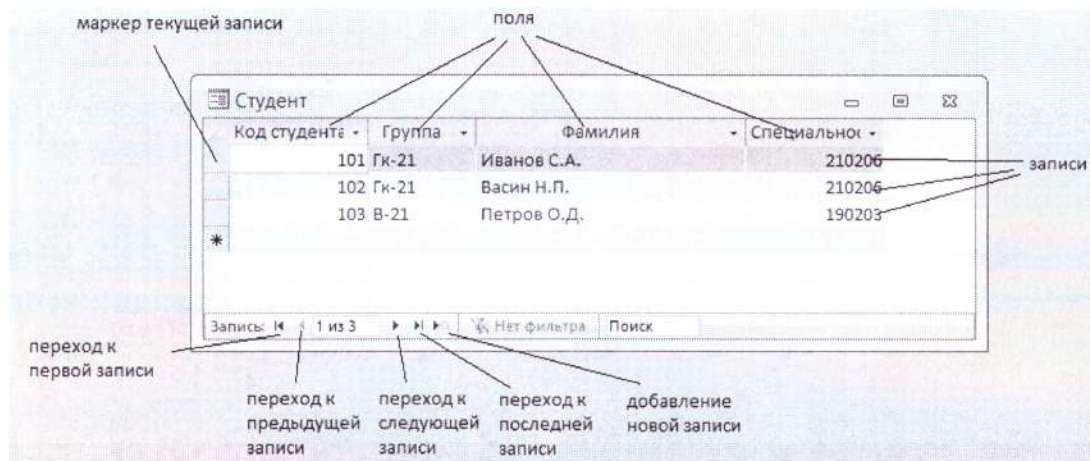 маркер текущей записи
поля
Студент
Код студента Группа Фамилия Специальнос
101 Гк-21 Иванов С.А. 210206
102 Гк-21 Васин Н.П. 210206
103 В-21 Петров О.Д. 190203
*
записи
Запись: 1 из 3 Нет фильтра Поиск
переход к
первой записи
переход к
предыдущей
записи
переход к
следующей
записи
переход к
последней
записи
добавление
новой записи